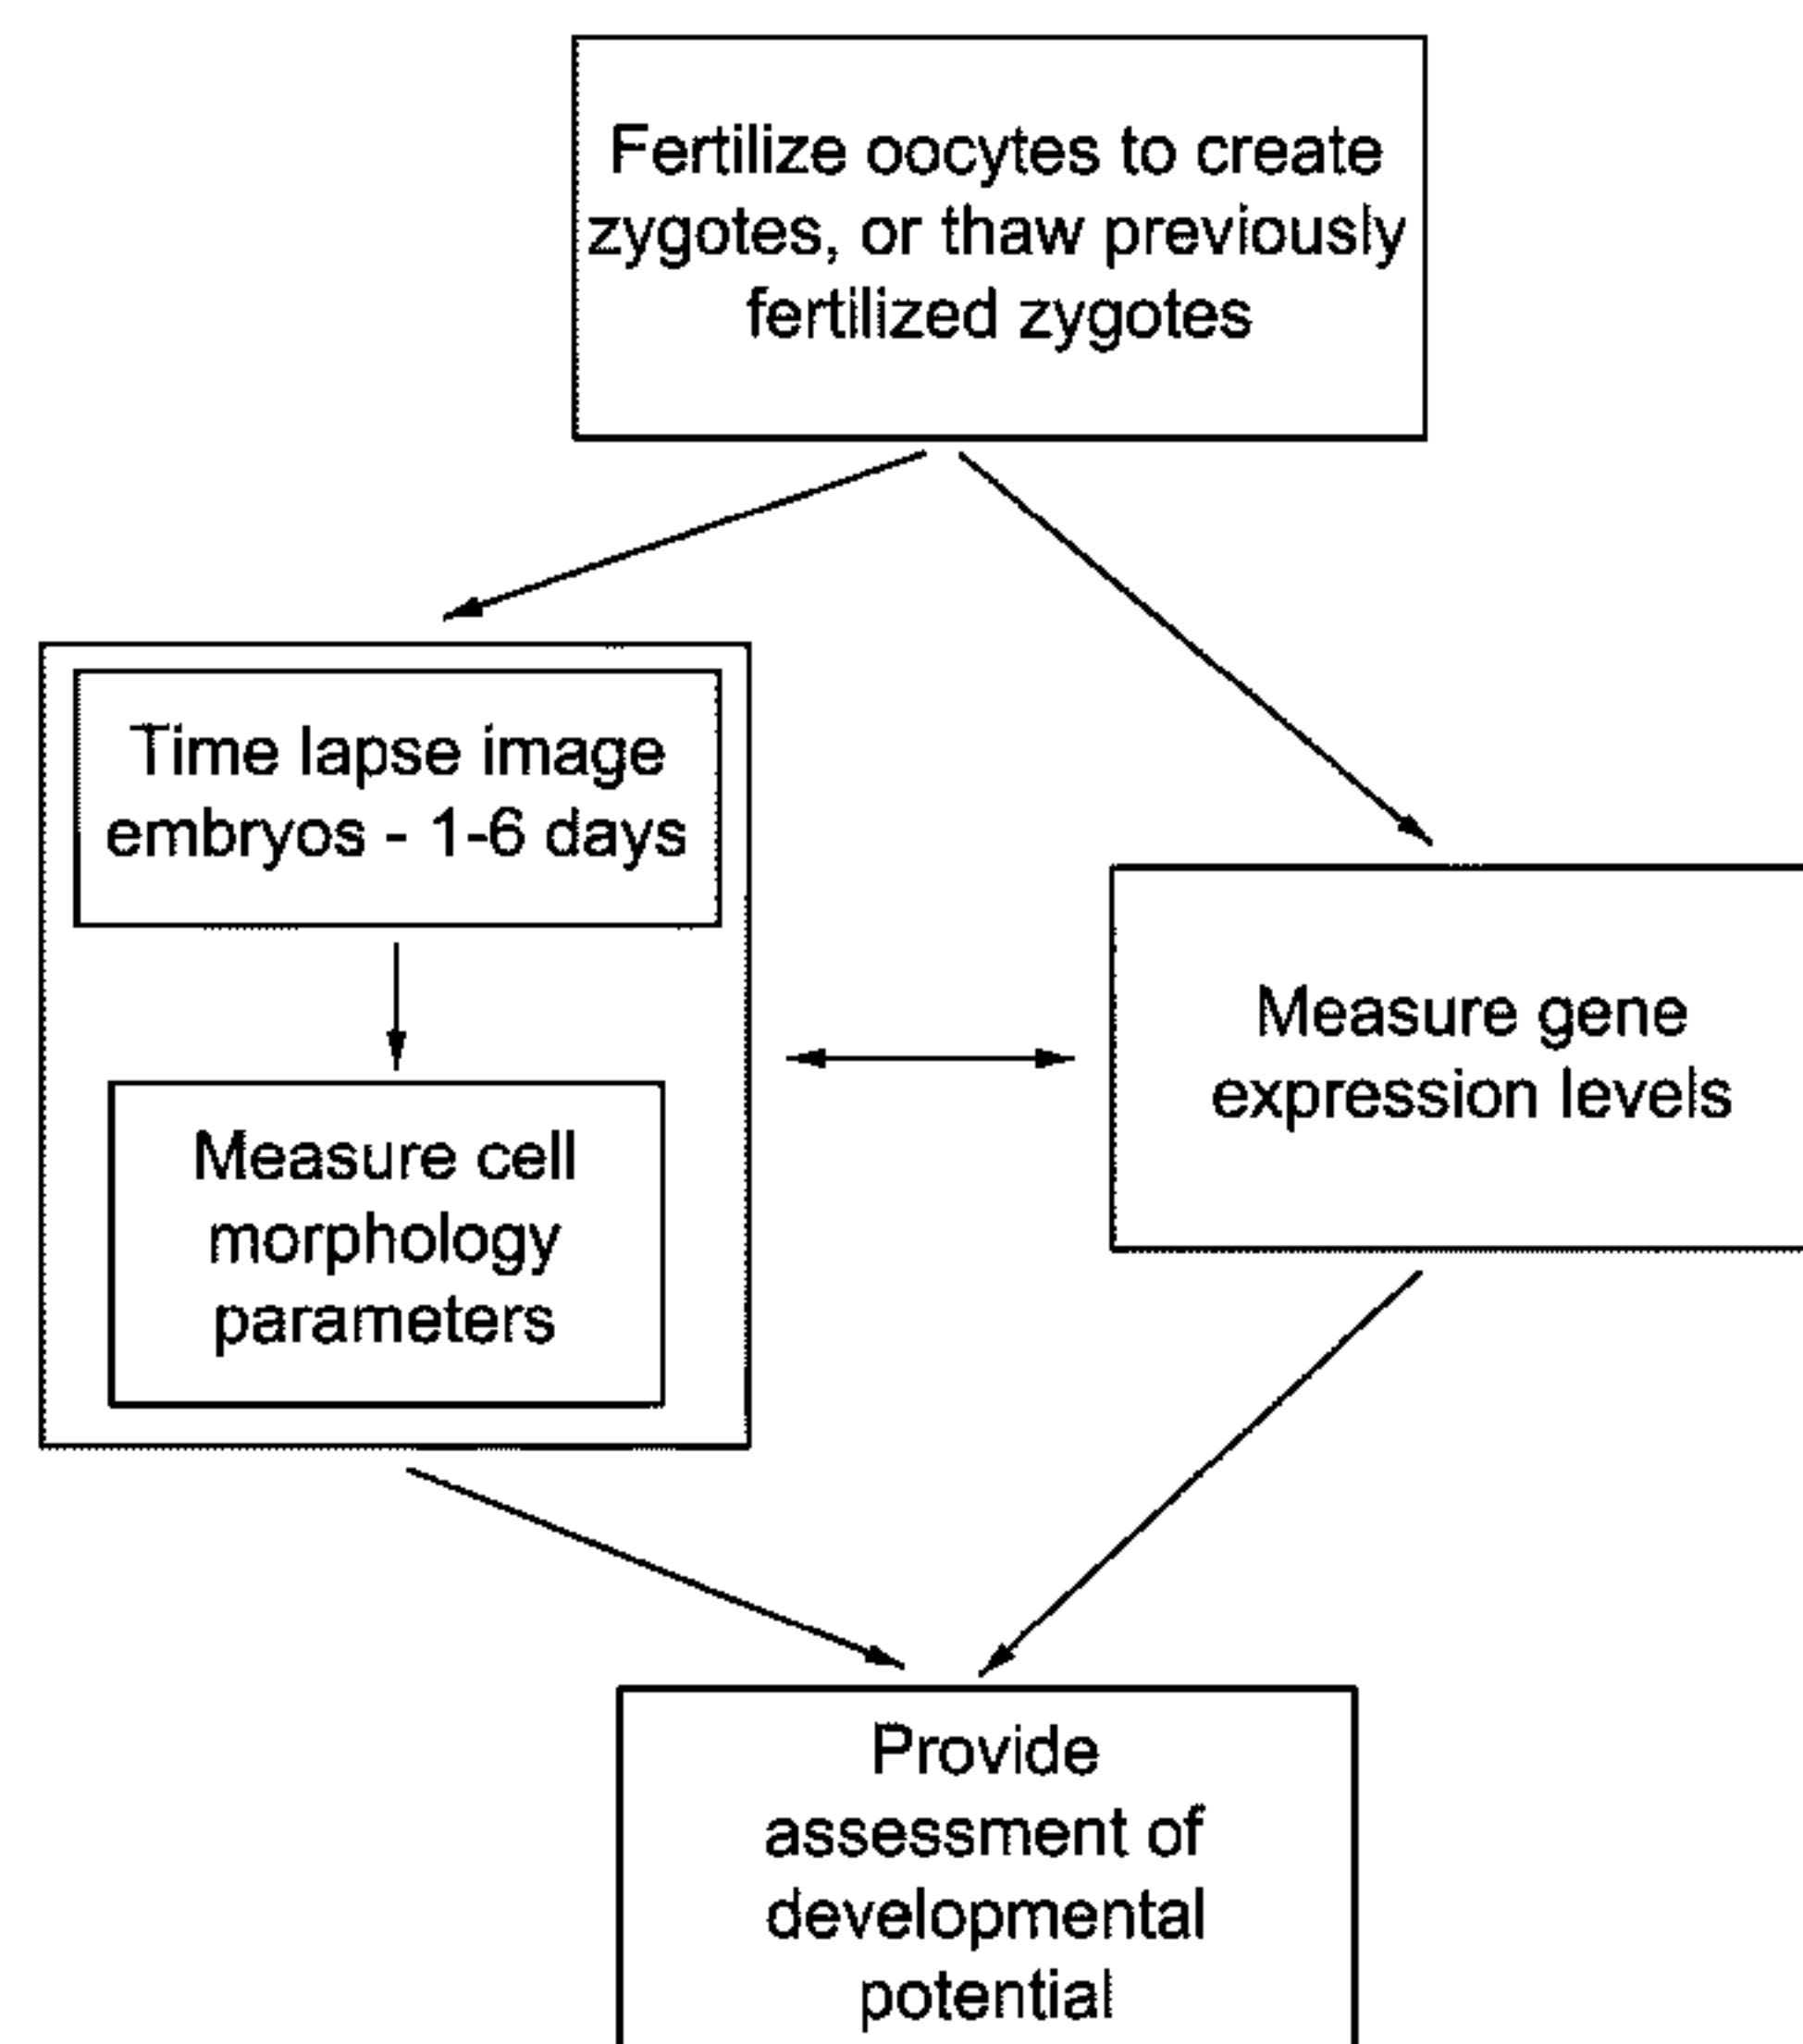 Fertilize oocytes to create
zygotes, or thaw previously
fertilized zygotes
Time lapse image
embryos - 1-6 days
Measure cell
morphology
parameters
Measure gene
expression levels
Provide
assessment of
developmental
potential